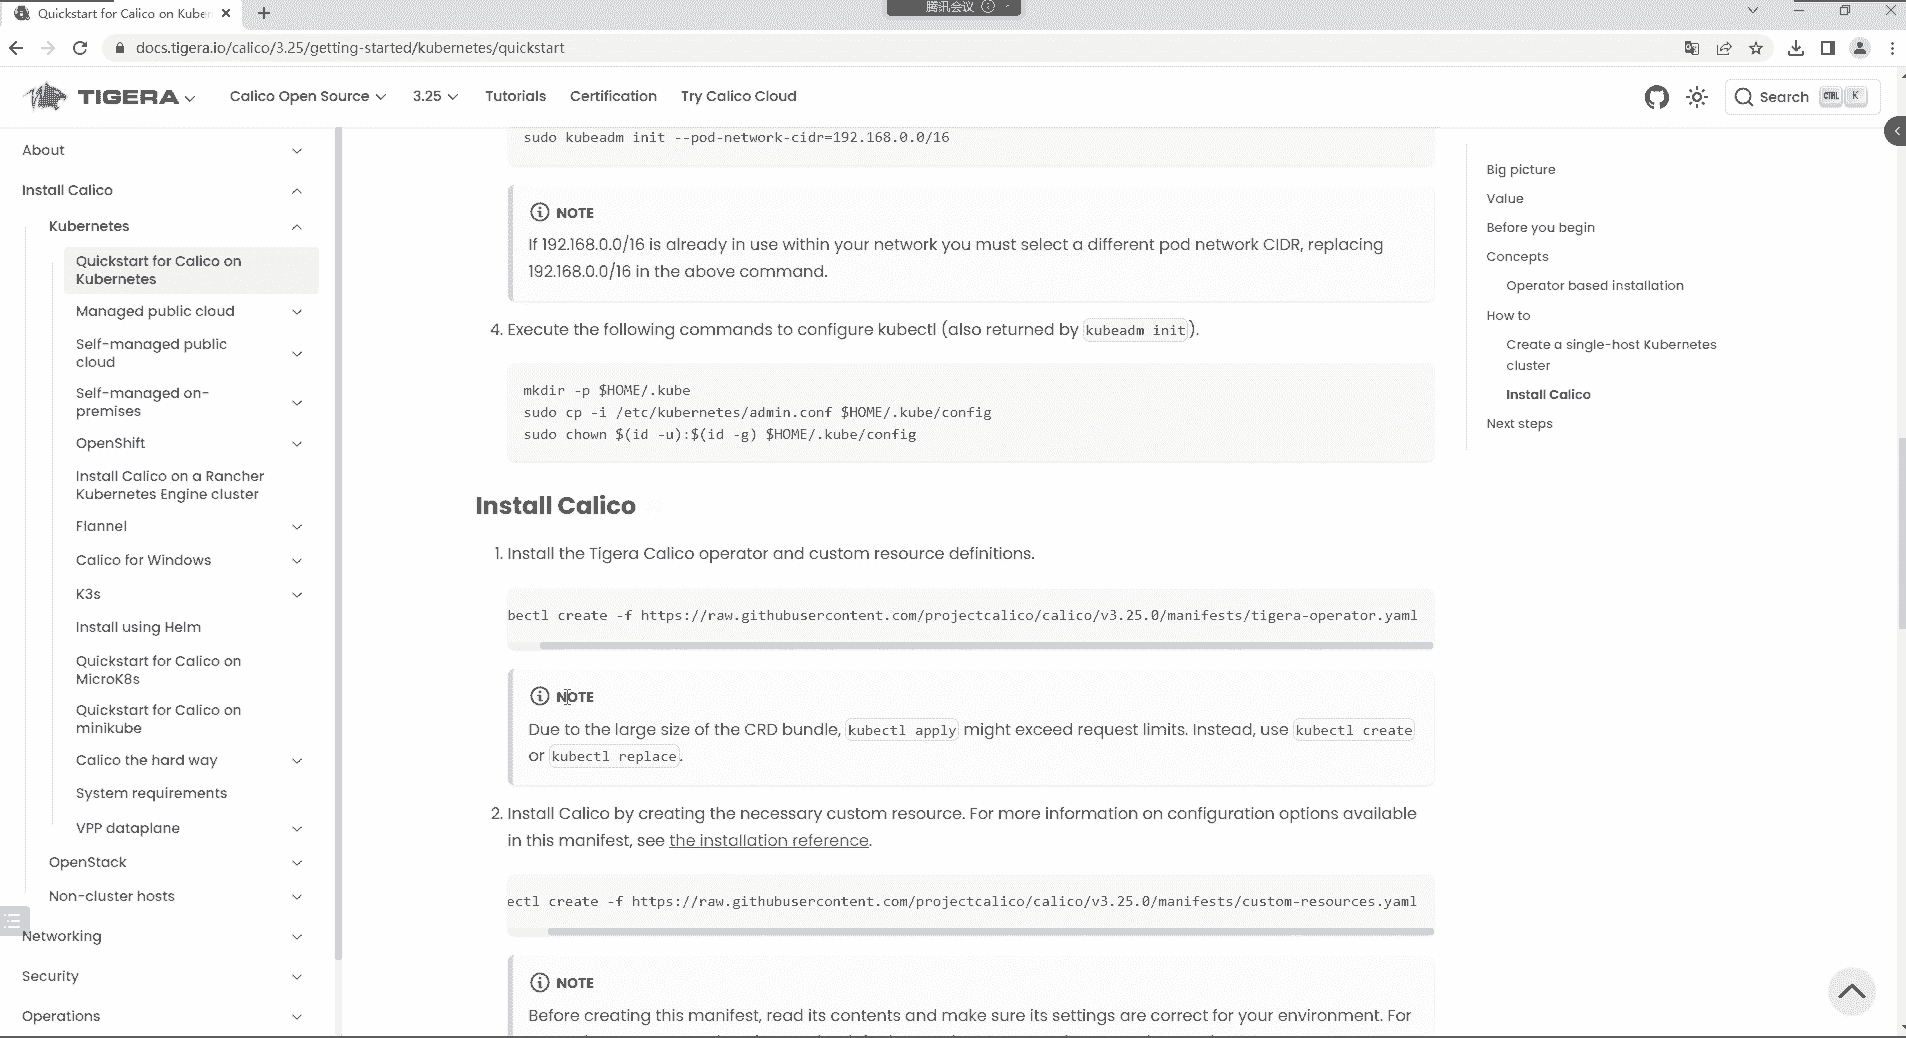 Quickstart for Calico on Kuber
腾讯会议
docs.tigera.io/calico/3.25/getting-started/kubernetes/quickstart
TIGERA
Calico Open Source
3.25
Tutorials
Certification
Try Calico Cloud
Search
CTRL
K
About
Install Calico
Kubernetes
Quickstart for Calico on
Kubernetes
Managed public cloud
Self-managed public
cloud
Self-managed on-
premises
OpenShift
Install Calico on a Rancher
Kubernetes Engine cluster
Flannel
Calico for Windows
K3s
Install using Helm
Quickstart for Calico on
MicroK8s
Quickstart for Calico on
minikube
Calico the hard way
System requirements
VPP dataplane
OpenStack
Non-cluster hosts
Networking
Security
Operations
sudo kubeadm init --pod-network-cidr=192.168.0.0/16
NOTE
If 192.168.0.0/16 is already in use within your network you must select a different pod network CIDR, replacing
192.168.0.0/16 in the above command.
4. Execute the following commands to configure kubectl (also returned by kubeadm init).
mkdir -p $HOME/.kube
sudo cp -i /etc/kubernetes/admin.conf $HOME/.kube/config
sudo chown $(id -u):$(id -g) $HOME/.kube/config
Install Calico
1. Install the Tigera Calico operator and custom resource definitions.
bectl create -f https://raw.githubusercontent.com/projectcalico/calico/v3.25.0/manifests/tigera-operator.yaml
NOTE
Due to the large size of the CRD bundle, kubectl apply might exceed request limits. Instead, use kubectl create
or kubectl replace.
2. Install Calico by creating the necessary custom resource. For more information on configuration options available
in this manifest, see the installation reference.
ectl create -f https://raw.githubusercontent.com/projectcalico/calico/v3.25.0/manifests/custom-resources.yaml
NOTE
Before creating this manifest, read its contents and make sure its settings are correct for your environment. For
Big picture
Value
Before you begin
Concepts
Operator based installation
How to
Create a single-host Kubernetes
cluster
Install Calico
Next steps